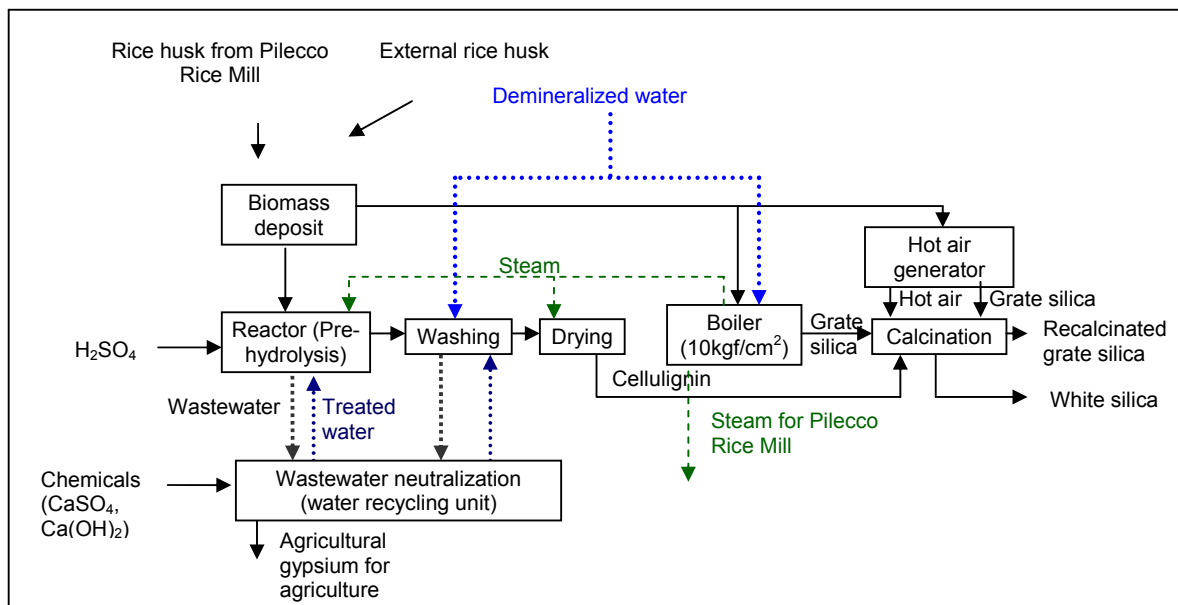 Rice husk from Pilecco
Rice Mill
External rice husk
Demineralized water
Biomass
deposit
Hot air
generator
Steam
Hot air
Grate silica
Reactor (Pre-
hydrolysis)
Washing
Drying
Boiler
(10kgf/cm²)
Grate
silica
Calcination
Recalcinated
grate silica
H₂SO₄
Cellulignin
White silica
Wastewater
Treated
water
Steam for Pilecco
Rice Mill
Chemicals
(CaSO₄,
Ca(OH)₂)
Wastewater neutralization
(water recycling unit)
Agricultural
gypsium for
agriculture